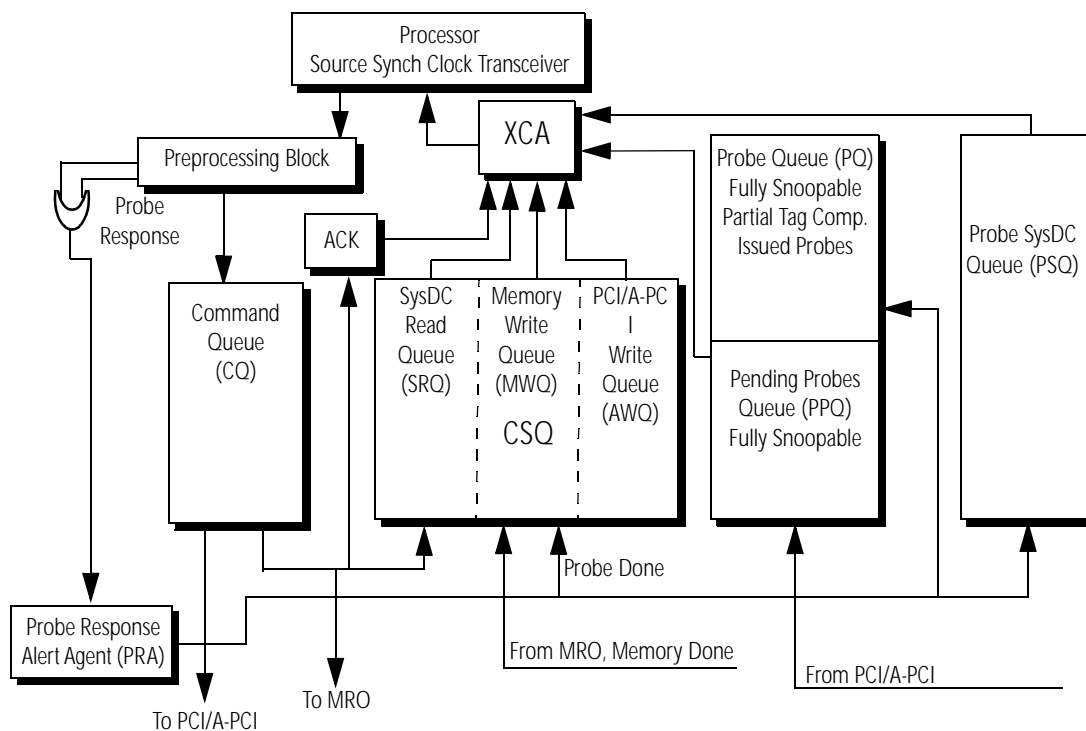 Processor
Source Synch Clock Transceiver
XCA
Preprocessing Block
Probe
Response
ACK
Command
Queue
(CQ)
SysDC
Read
Queue
(SRQ)
Memory
Write
Queue
(MWQ)
CSQ
PCI/A-PC
I
Write
Queue
(AWQ)
Probe Queue (PQ)
Fully Snoopable
Partial Tag Comp.
Issued Probes
Pending Probes
Queue (PPQ)
Fully Snoopable
Probe SysDC
Queue (PSQ)
Probe Done
Probe Response
Alert Agent (PRA)
From MRO, Memory Done
From PCI/A-PCI
To MRO
To PCI/A-PCI